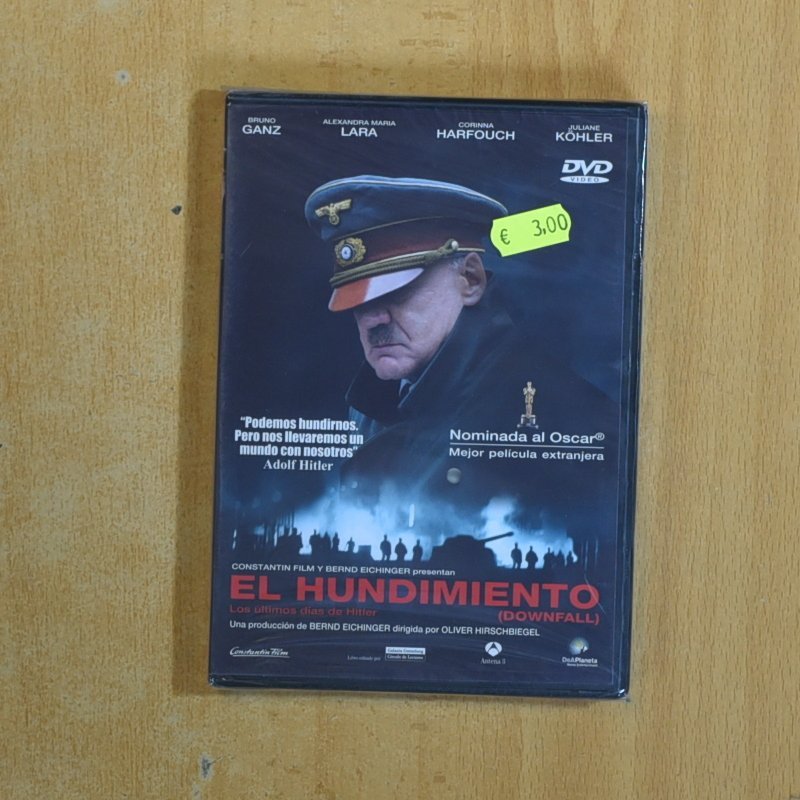 BRUNO
GANZ
ALEXANDRA MARIA
LARA
CORINNA
HARFOUCH
JULIANE
KÖHLER
DVD
VIDEO
€ 3,00
"Podemos hundirnos.
Pero nos llevaremos un
mundo con nosotros"
Adolf Hitler
Nominada al Oscar®
Mejor película extranjera
CONSTANTIN FILM Y BERND EICHINGER presentan
EL HUNDIMIENTO
(DOWNFALL)
Los últimos días de Hitler
Una producción de BERND EICHINGER dirigida por OLIVER HIRSCHBIEGEL
Constantin Film
Círculo de Lectores
Antena 3
DeAPlaneta